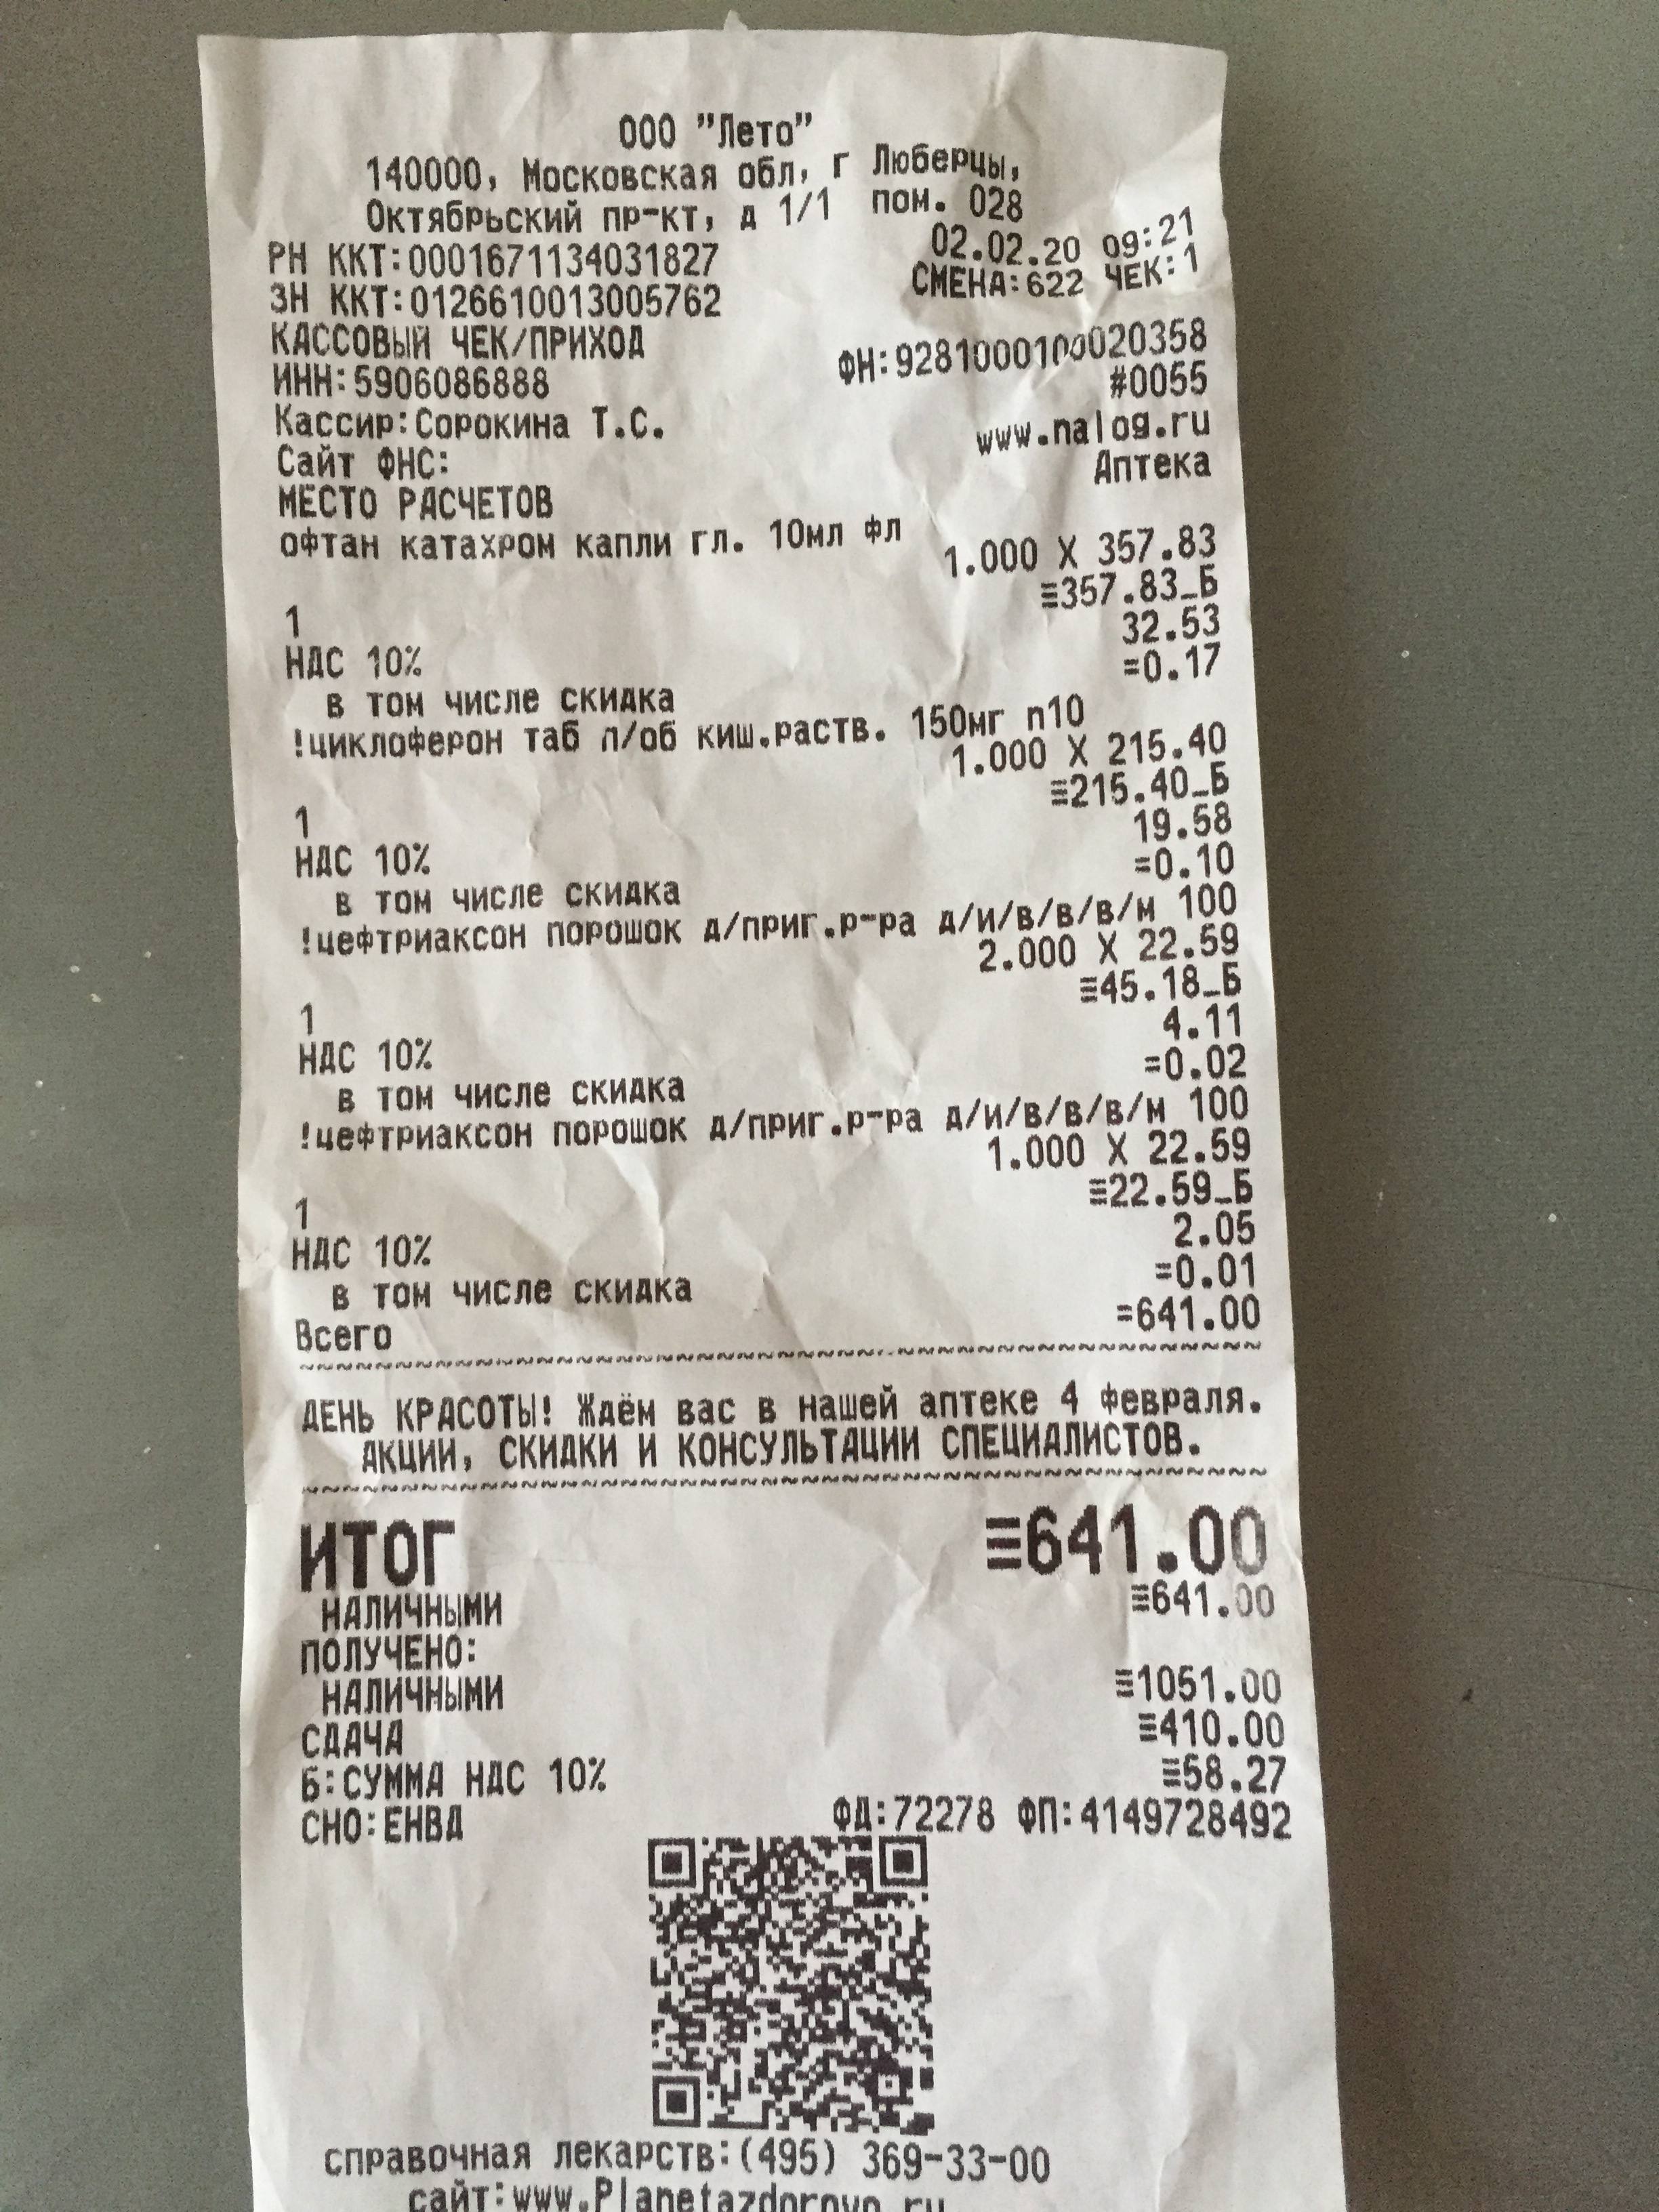 ООО "Лето"
140000, Московская обл, г Люберцы,
Октябрьский пр-кт, д 1/1 пом. 028
РН ККТ:0001671134031827 02.02.20 09:21
ЗН ККТ:0126610013005762 СМЕНА:622 ЧЕК:1
КАССОВЫЙ ЧЕК/ПРИХОД
ИНН:5906086888 ФН:9281000100020358
Кассир:Сорокина Т.С. #0055
Сайт ФНС: www.nalog.ru
МЕСТО РАСЧЕТОВ Аптека
офтан катахром капли гл. 10мл фл
1.000 X 357.83
1 ≡357.83_Б
НДС 10% 32.53
в том числе скидка =0.17
!циклоферон таб п/об киш.раств. 150мг n10
1.000 X 215.40
1 ≡215.40_Б
НДС 10% 19.58
в том числе скидка =0.10
!цефтриаксон порошок д/приг.р-ра д/и/в/в/в/м 100
2.000 X 22.59
1 ≡45.18_Б
НДС 10% 4.11
в том числе скидка =0.02
!цефтриаксон порошок д/приг.р-ра д/и/в/в/в/м 100
1.000 X 22.59
1 ≡22.59_Б
НДС 10% 2.05
в том числе скидка =0.01
Всего =641.00
ДЕНЬ КРАСОТЫ! Ждём вас в нашей аптеке 4 февраля.
АКЦИИ, СКИДКИ И КОНСУЛЬТАЦИИ СПЕЦИАЛИСТОВ.
ИТОГ ≡641.00
НАЛИЧНЫМИ ≡641.00
ПОЛУЧЕНО:
НАЛИЧНЫМИ ≡1051.00
СДАЧА ≡410.00
Б:СУММА НДС 10% ≡58.27
СНО:ЕНВД ФД:72278 ФП:4149728492
справочная лекарств:(495) 369-33-00
сайт:www.Planetazdorovo.ru